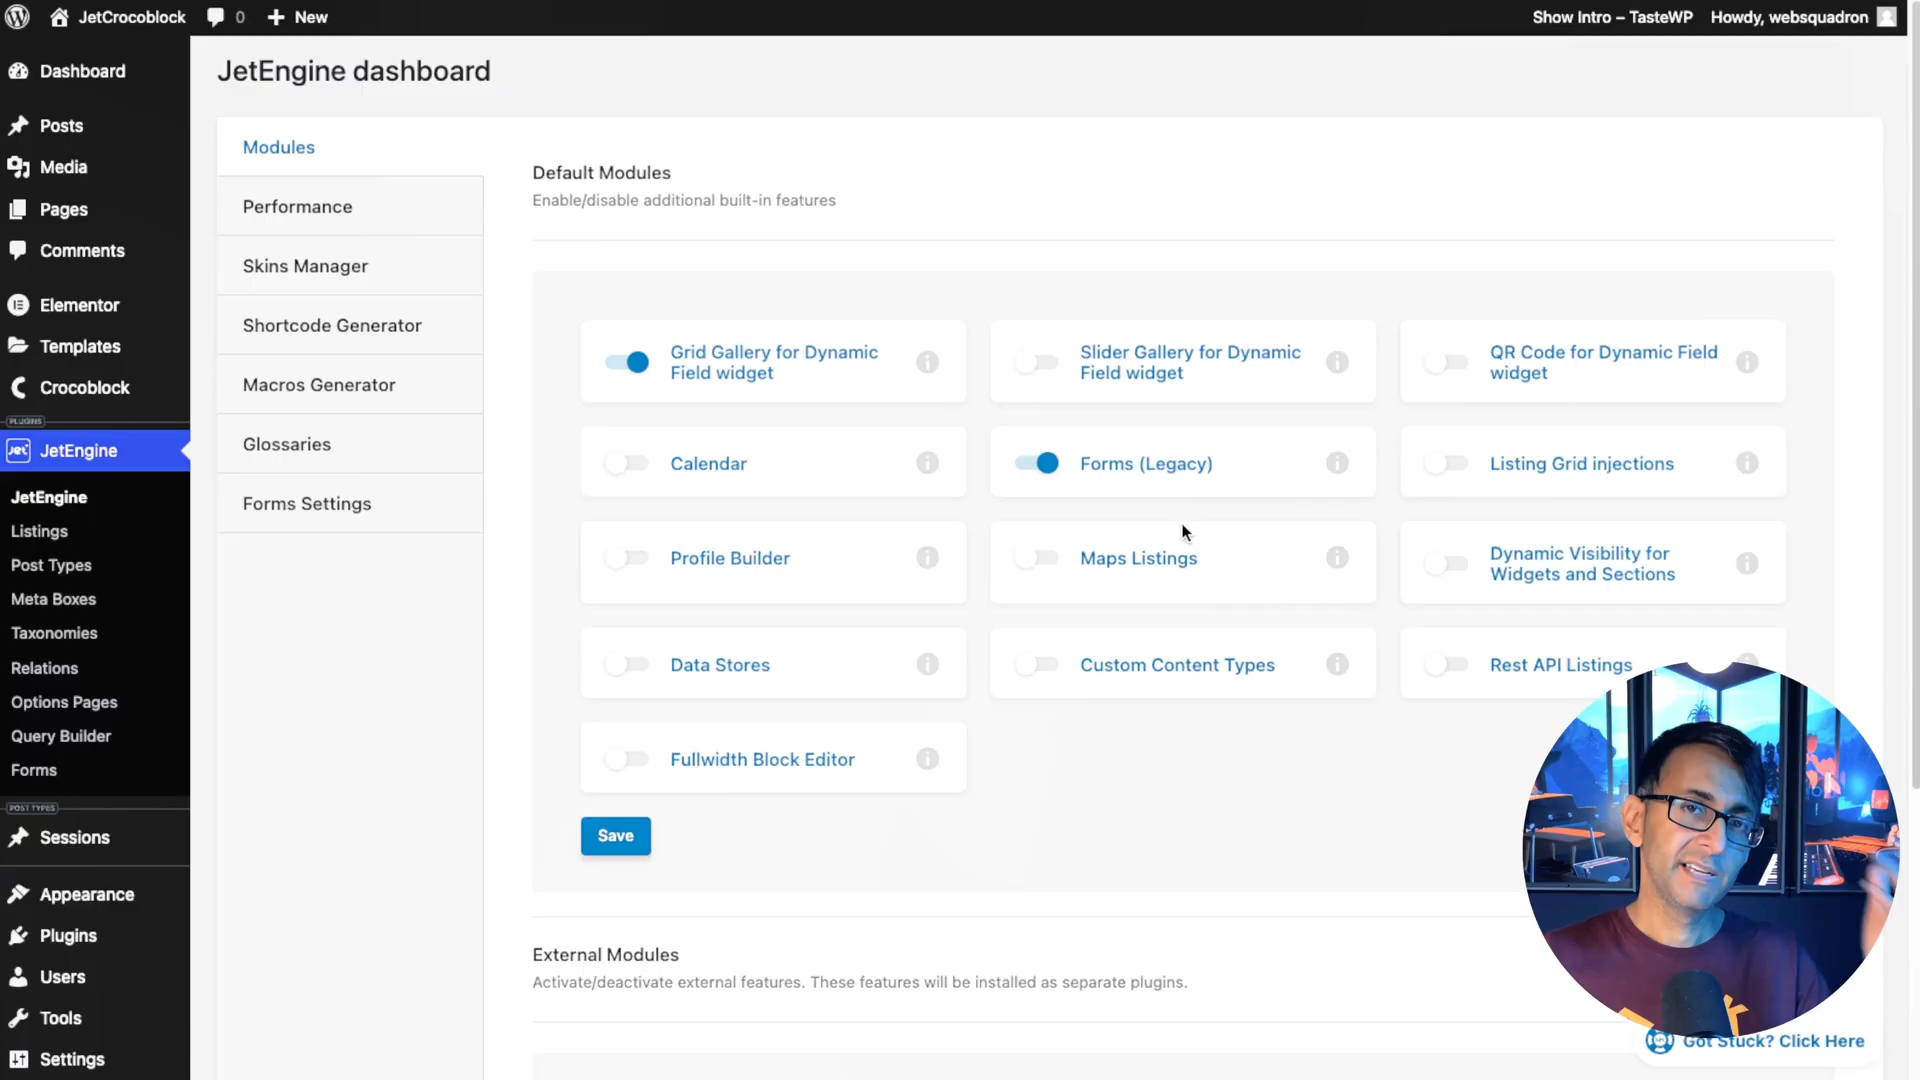 JetCrocoblock
0
New
Show Intro – TasteWP
Howdy, websquadron
Dashboard
Posts
Media
Pages
Comments
Elementor
Templates
Crocoblock
PLUGINS
Jet
JetEngine
JetEngine
Listings
Post Types
Meta Boxes
Taxonomies
Relations
Options Pages
Query Builder
Forms
POST TYPES
Sessions
Appearance
Plugins
Users
Tools
Settings
JetEngine dashboard
Modules
Performance
Skins Manager
Shortcode Generator
Macros Generator
Glossaries
Forms Settings
Default Modules
Enable/disable additional built-in features
Grid Gallery for Dynamic
Field widget
Slider Gallery for Dynamic
Field widget
QR Code for Dynamic Field
widget
Calendar
Forms (Legacy)
Listing Grid injections
Profile Builder
Maps Listings
Dynamic Visibility for
Widgets and Sections
Data Stores
Custom Content Types
Rest API Listings
Fullwidth Block Editor
Save
External Modules
Activate/deactivate external features. These features will be installed as separate plugins.
Got Stuck? Click Here